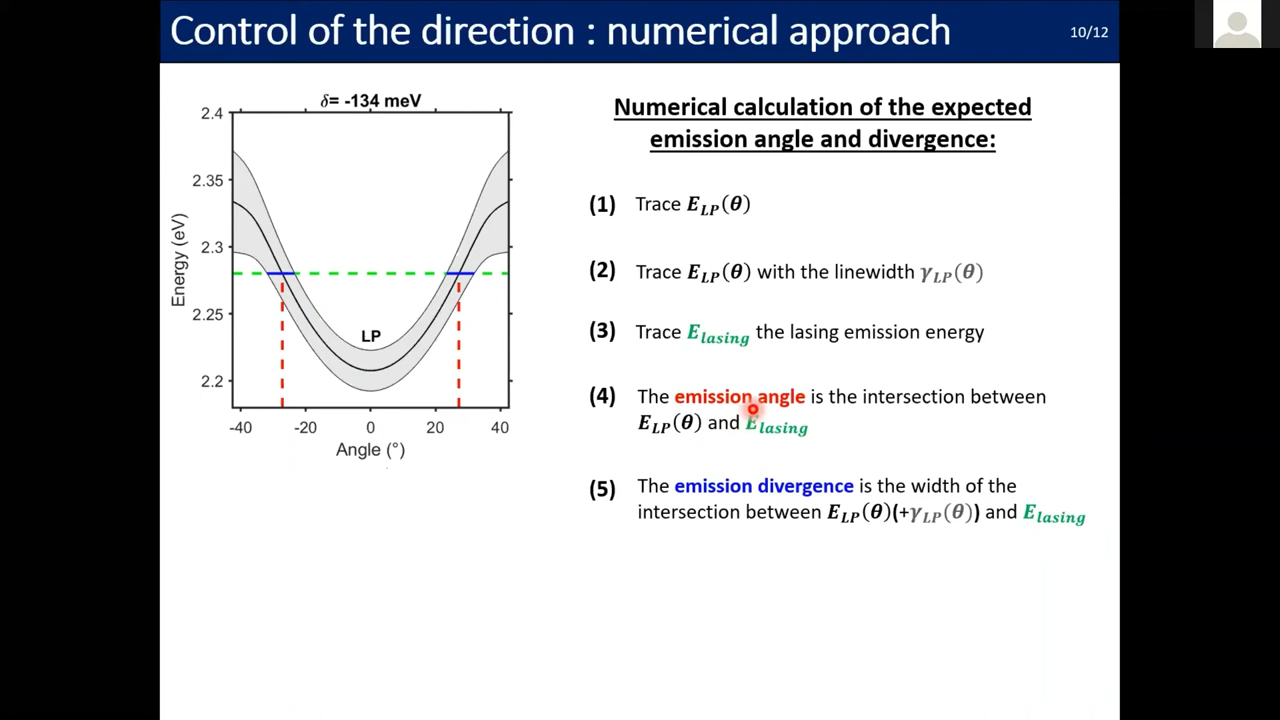 Control of the direction : numerical approach
10/12
δ= -134 meV
2.4
2.35
2.3
2.25
2.2
Energy (eV)
LP
-40 -20 0 20 40
Angle (°)
Numerical calculation of the expected
emission angle and divergence:
(1) Trace E_LP(θ)
(2) Trace E_LP(θ) with the linewidth γ_LP(θ)
(3) Trace E_lasing the lasing emission energy
(4) The emission angle is the intersection between
E_LP(θ) and E_lasing
(5) The emission divergence is the width of the
intersection between E_LP(θ)(+γ_LP(θ)) and E_lasing